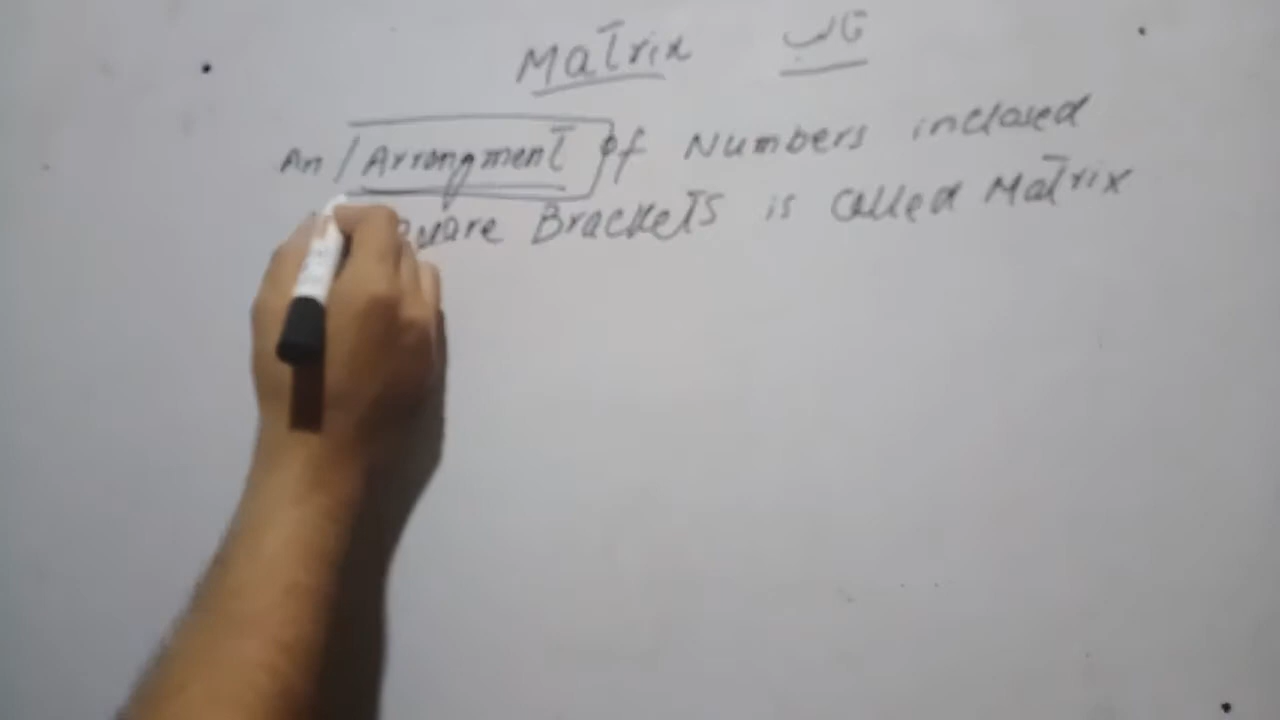 Matrix قالب
An Arrangment of Numbers inclosed
Brackets is called Matrix